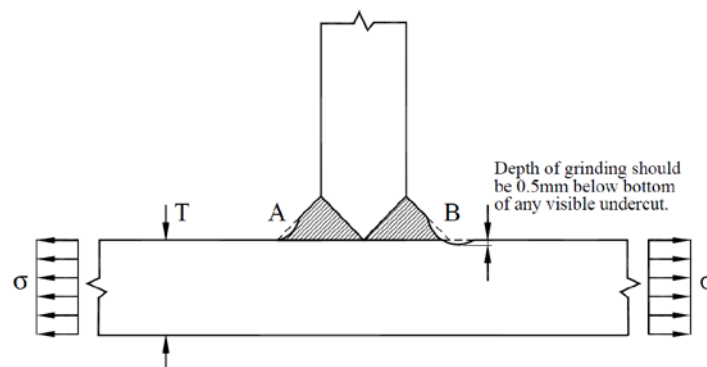 Depth of grinding should
be 0.5mm below bottom
of any visible undercut.
T
A
B
σ
σ